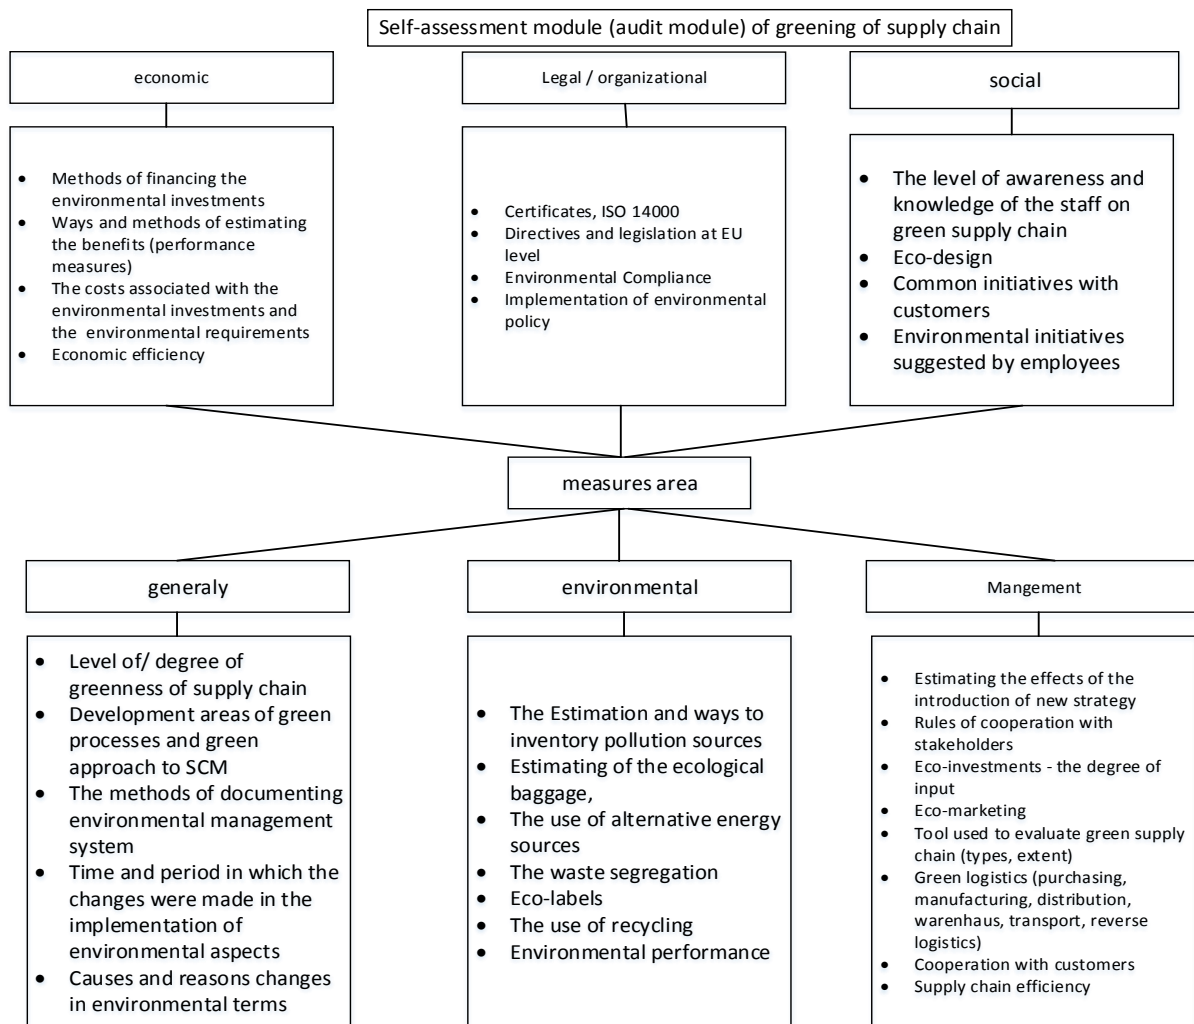 Self-assessment module (audit module) of greening of supply chain
economic
• Methods of financing the
environmental investments
• Ways and methods of estimating
the benefits (performance
measures)
• The costs associated with the
environmental investments and
the environmental requirements
• Economic efficiency
Legal / organizational
• Certificates, ISO 14000
• Directives and legislation at EU
level
• Environmental Compliance
• Implementation of environmental
policy
social
• The level of awareness and
knowledge of the staff on
green supply chain
• Eco-design
• Common initiatives with
customers
• Environmental initiatives
suggested by employees
measures area
generaly
• Level of/ degree of
greenness of supply chain
• Development areas of green
processes and green
approach to SCM
• The methods of documenting
environmental management
system
• Time and period in which the
changes were made in the
implementation of
environmental aspects
• Causes and reasons changes
in environmental terms
environmental
• The Estimation and ways to
inventory pollution sources
• Estimating of the ecological
baggage,
• The use of alternative energy
sources
• The waste segregation
• Eco-labels
• The use of recycling
• Environmental performance
Mangement
• Estimating the effects of the
introduction of new strategy
• Rules of cooperation with
stakeholders
• Eco-investments - the degree of
input
• Eco-marketing
• Tool used to evaluate green supply
chain (types, extent)
• Green logistics (purchasing,
manufacturing, distribution,
warenhaus, transport, reverse
logistics)
• Cooperation with customers
• Supply chain efficiency